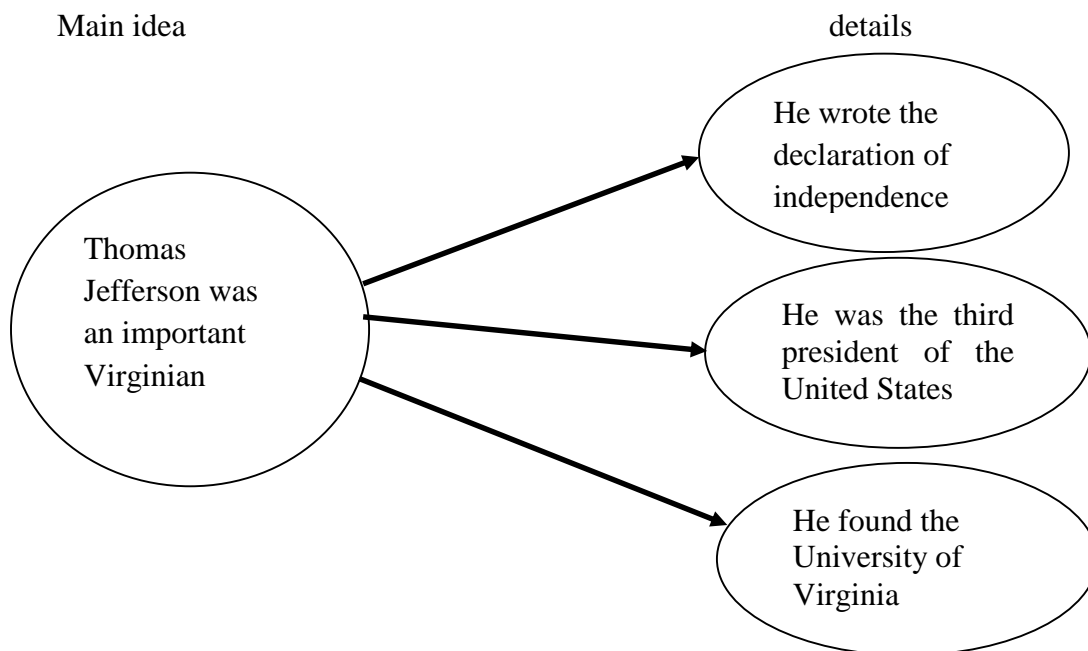 Main idea
details
He wrote the
declaration of
independence
Thomas
Jefferson was
an important
Virginian
He was the third
president of the
United States
He found the
University of
Virginia